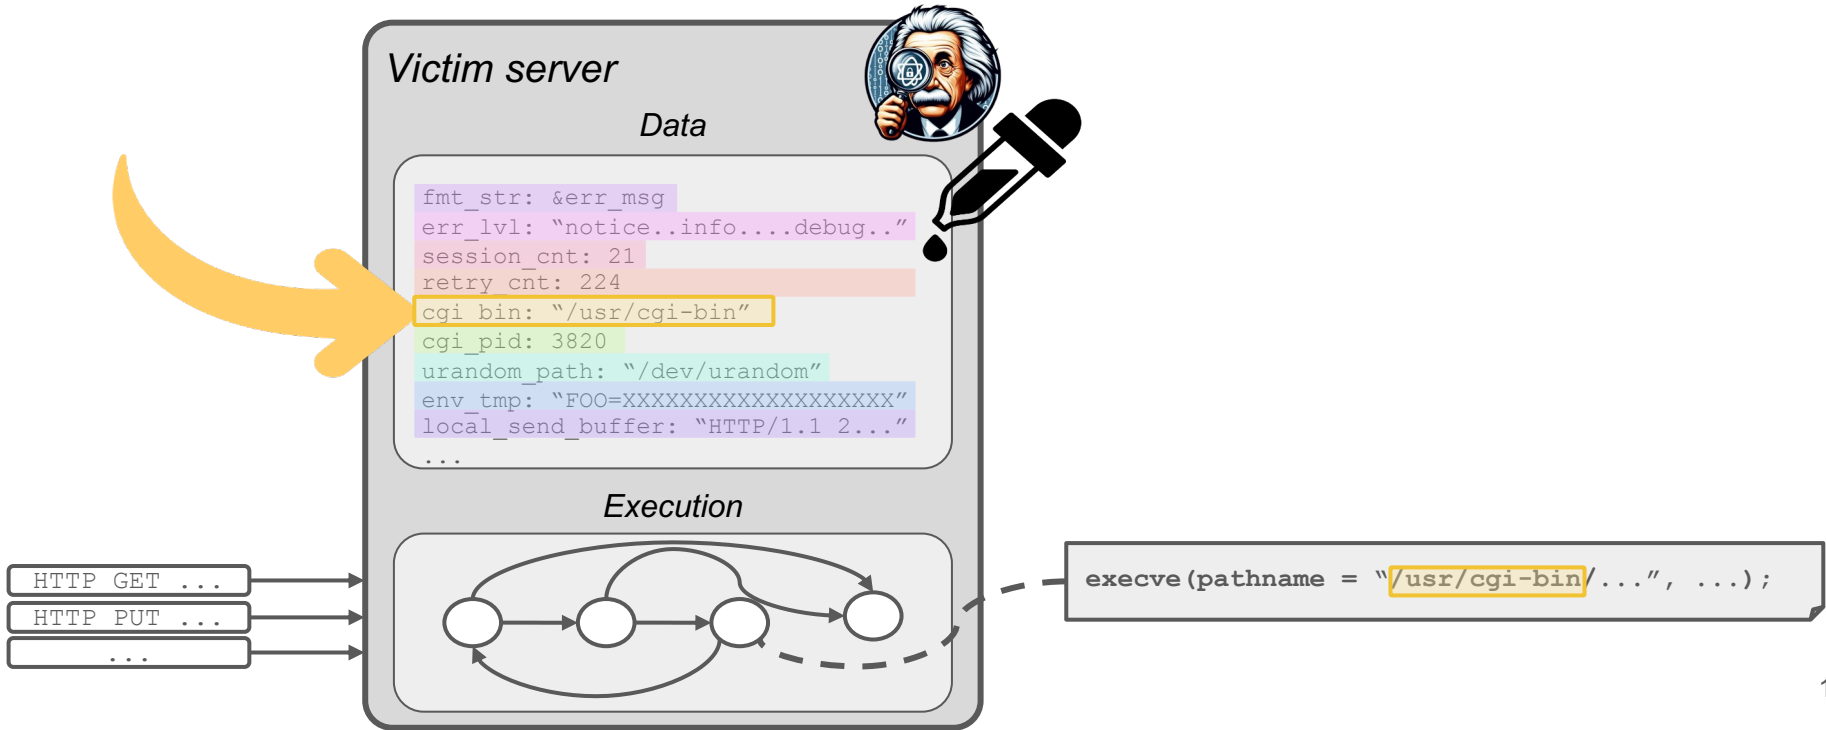 Victim server
Data
fmt_str: &err_msg
err_lvl: “notice..info....debug..”
session_cnt: 21
retry_cnt: 224
cgi_bin: “/usr/cgi-bin”
cgi_pid: 3820
urandom_path: “/dev/urandom”
env_tmp: “FOO=XXXXXXXXXXXXXXXXXXX”
local_send_buffer: “HTTP/1.1 2...”
...
Execution
HTTP GET ...
HTTP PUT ...
...
execve(pathname = “/usr/cgi-bin/...”, ...);